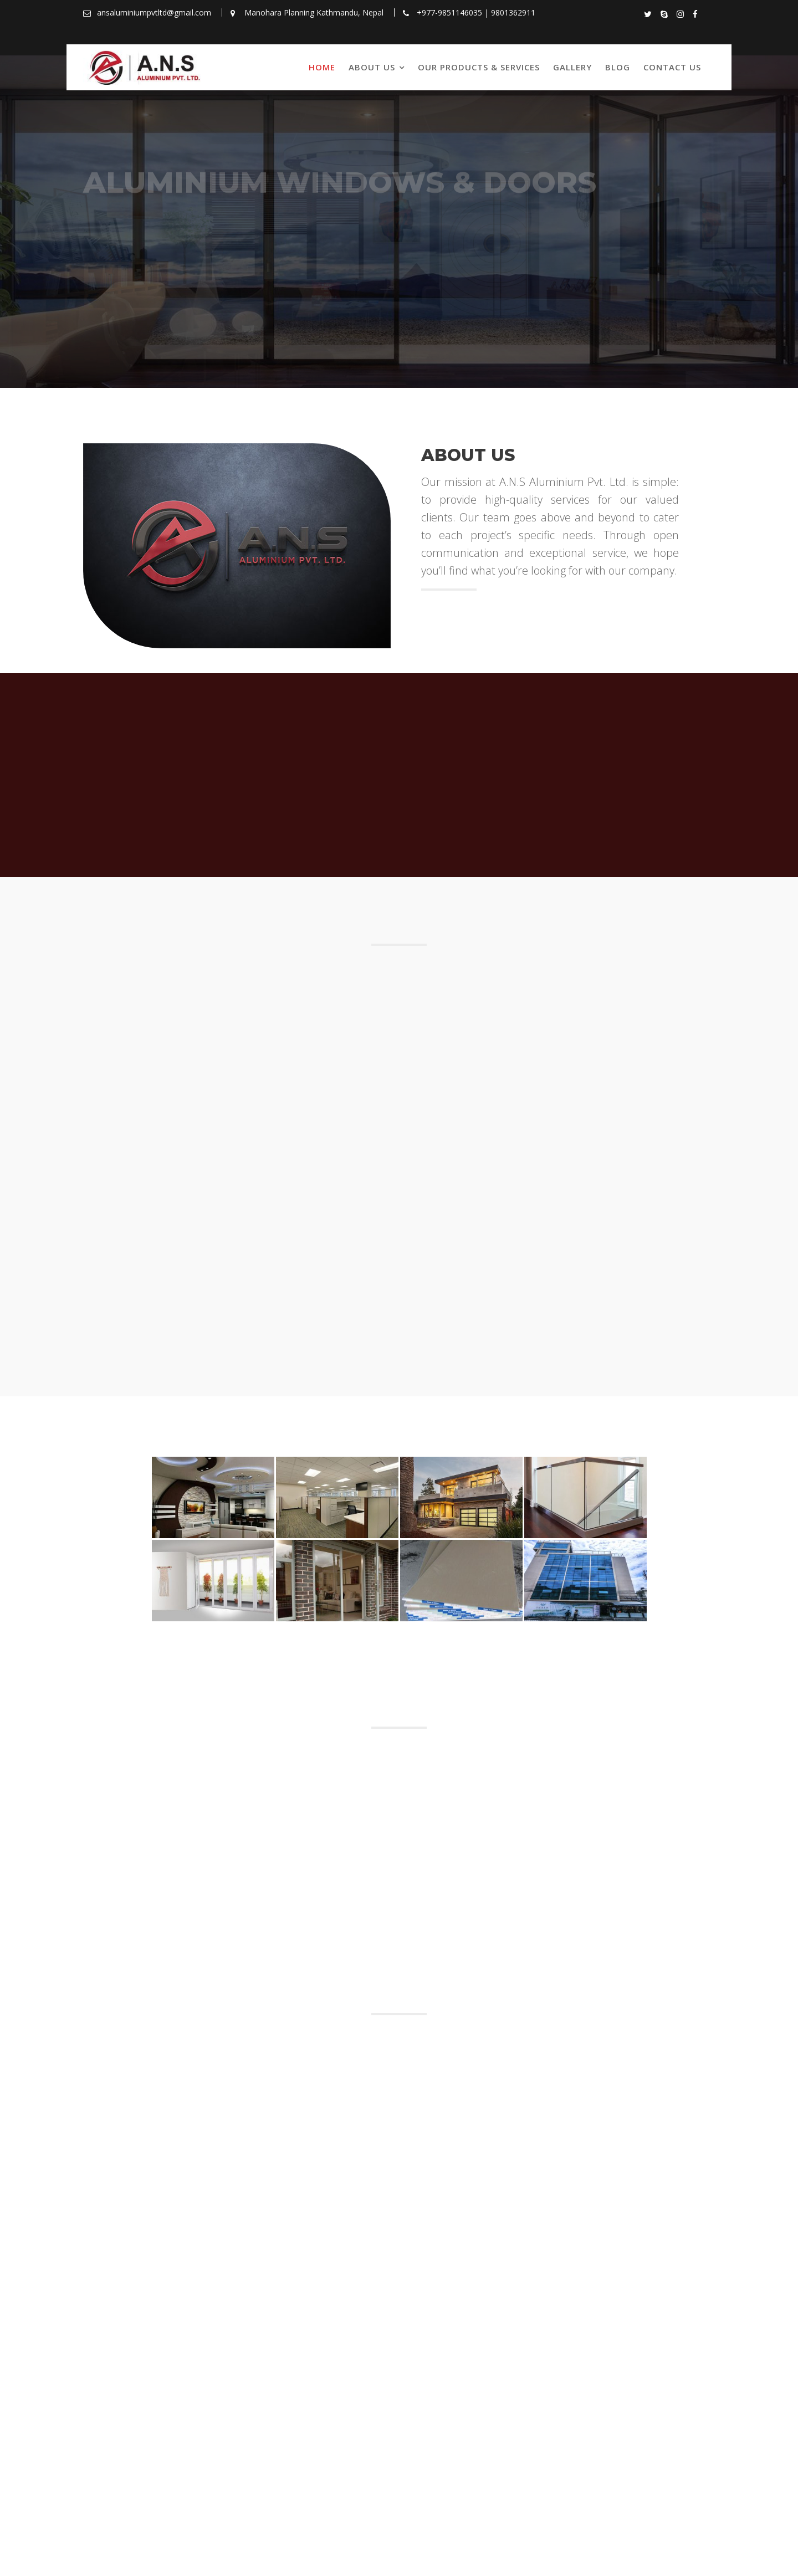 ansaluminiumpvtltd@gmail.com | Manohara Planning Kathmandu, Nepal | +977-9851146035 | 9801362911
A.N.S
ALUMINIUM PVT. LTD.
HOME ABOUT US OUR PRODUCTS & SERVICES GALLERY BLOG CONTACT US
ALUMINIUM WINDOWS & DOORS
A.N.S
ALUMINIUM PVT. LTD.
ABOUT US
Our mission at A.N.S Aluminium Pvt. Ltd. is simple:
to provide high-quality services for our valued
clients. Our team goes above and beyond to cater
to each project's specific needs. Through open
communication and exceptional service, we hope
you'll find what you're looking for with our company.